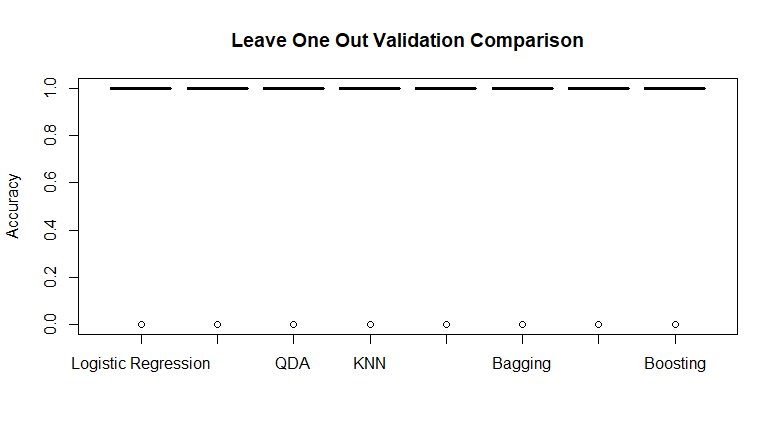 Leave One Out Validation Comparison
Accuracy
1.0
0.8
0.6
0.4
0.2
0.0
Logistic Regression QDA KNN Bagging Boosting